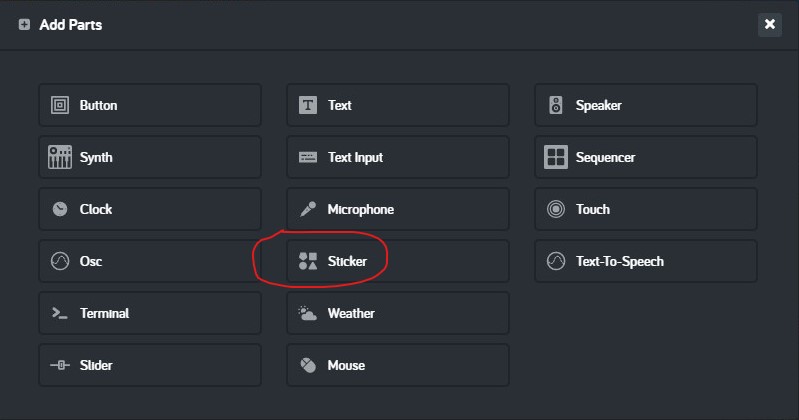 Add Parts
Button
Text
Speaker
Synth
Text Input
Sequencer
Clock
Microphone
Touch
Osc
Sticker
Text-To-Speech
Terminal
Weather
Slider
Mouse